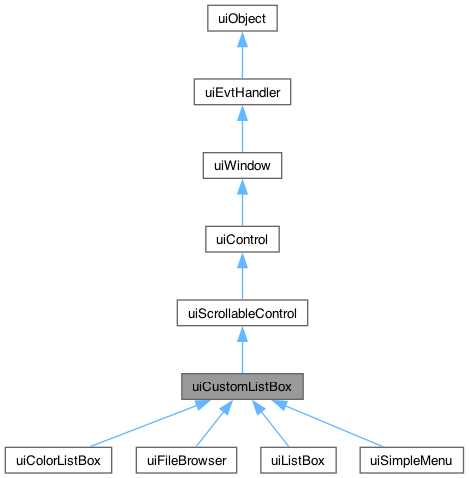 uiObject
uiEvtHandler
uiWindow
uiControl
uiScrollableControl
uiCustomListBox
uiColorListBox uiFileBrowser uiListBox uiSimpleMenu